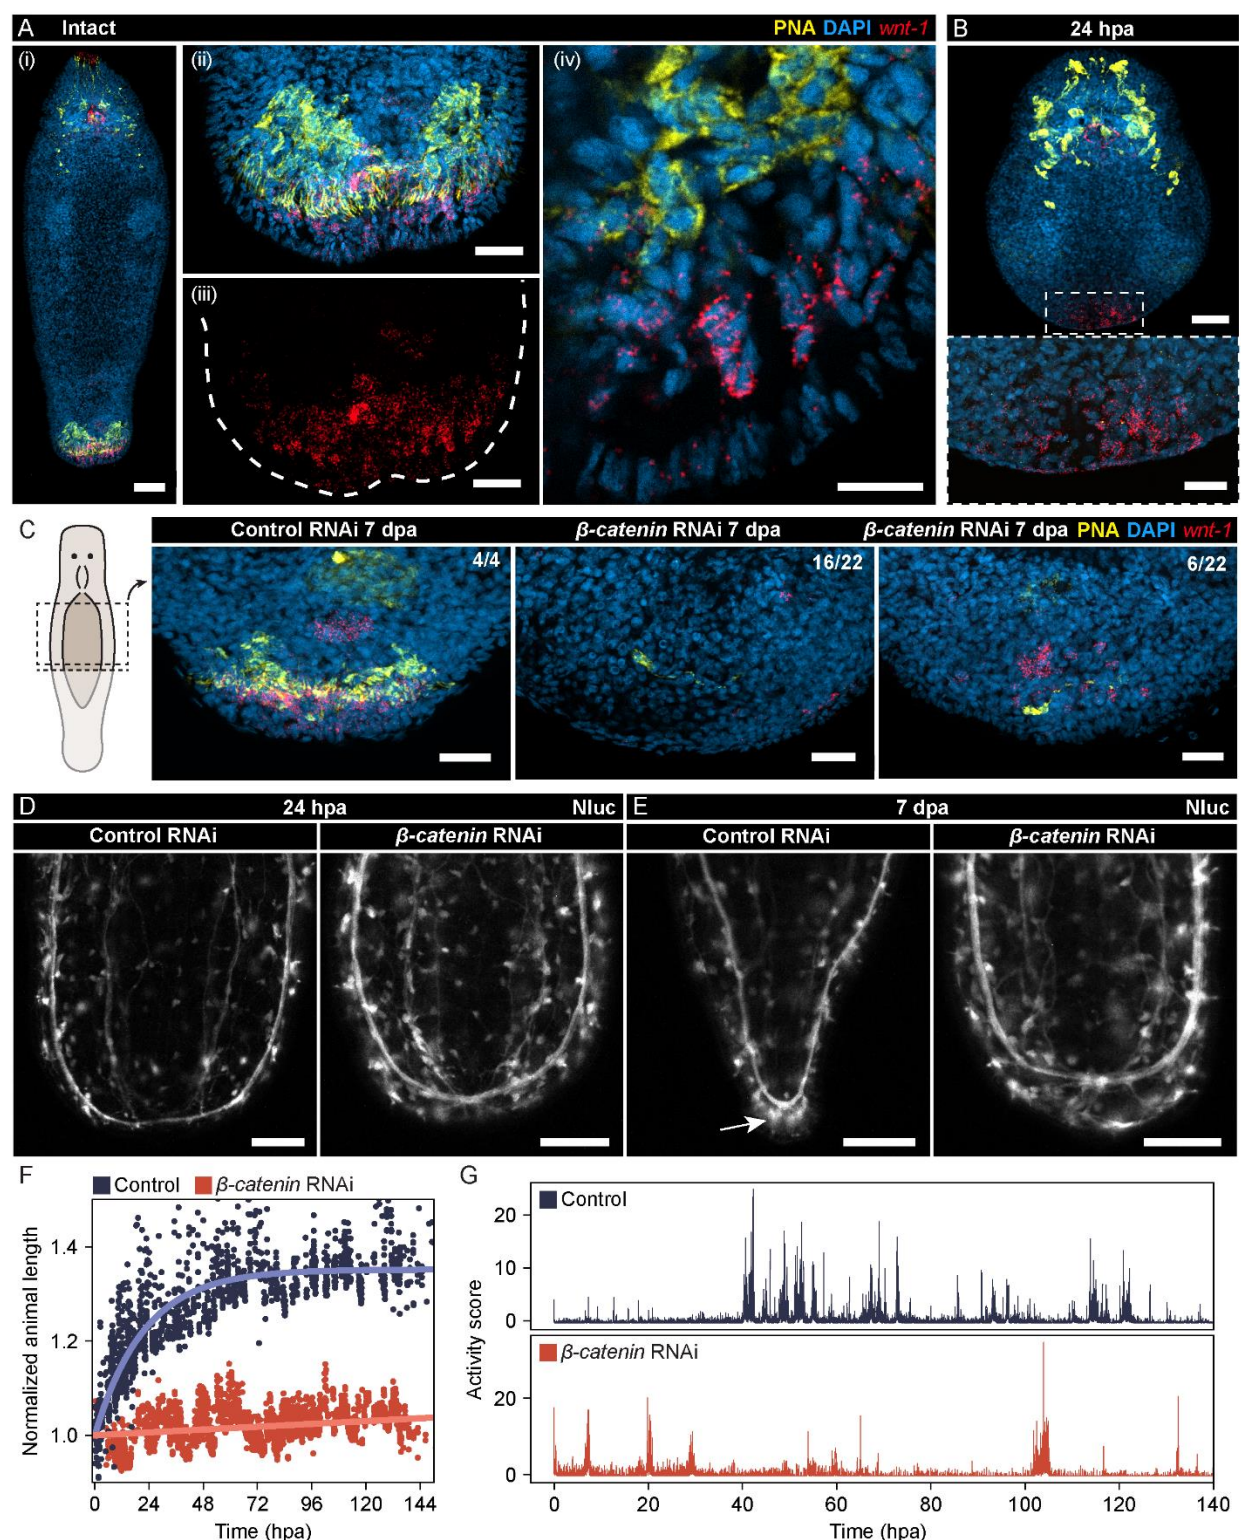 A Intact PNA DAPI wnt-1
(i) (ii) (iii) (iv)
B 24 hpa
C Control RNAi 7 dpa β-catenin RNAi 7 dpa β-catenin RNAi 7 dpa PNA DAPI wnt-1
4/4 16/22 6/22
D 24 hpa Nluc
Control RNAi β-catenin RNAi
E 7 dpa Nluc
Control RNAi β-catenin RNAi
F Control β-catenin RNAi
Normalized animal length
1.4
1.2
1.0
0 24 48 72 96 120 144
Time (hpa)
G Control
Activity score
20
10
0
β-catenin RNAi
20
0
0 20 40 60 80 100 120 140
Time (hpa)